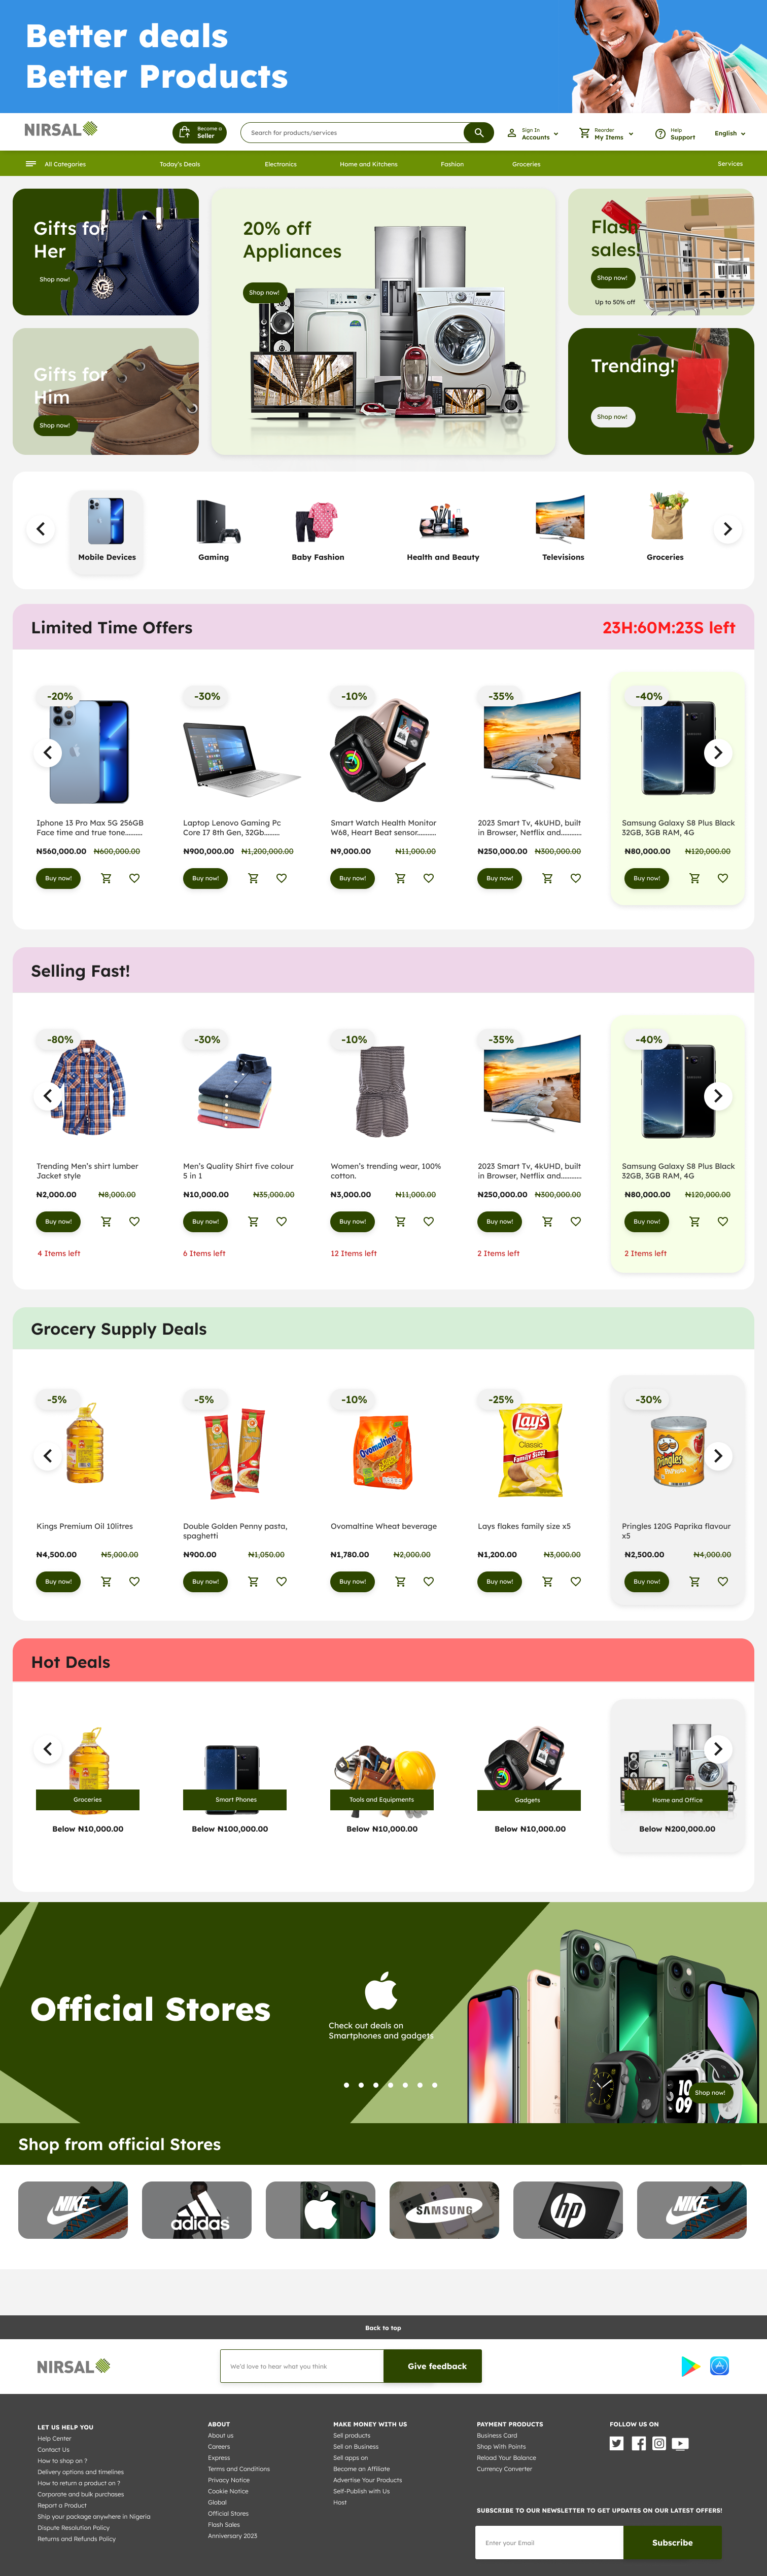 Better deals
Better Products
NIRSAL
Become a
Seller
Search for products/services
Sign In
Accounts
Reorder
My Items
Help
Support
English
All Categories
Today's Deals
Electronics
Home and Kitchens
Fashion
Groceries
Services
Gifts for
Her
Shop now!
Gifts for
Him
Shop now!
20% off
Appliances
Shop now!
Flash
sales!
Shop now!
Up to 50% off
Trending!
Shop now!
Mobile Devices
Gaming
Baby Fashion
Health and Beauty
Televisions
Groceries
Limited Time Offers
23H:60M:23S left
-20%
-30%
-10%
-35%
-40%
Iphone 13 Pro Max 5G 256GB
Face time and true tone..........
₦560,000.00 ₦600,000.00
Buy now!
Laptop Lenovo Gaming Pc
Core I7 8th Gen, 32Gb.........
₦900,000.00 ₦1,200,000.00
Buy now!
Smart Watch Health Monitor
W68, Heart Beat sensor...........
₦9,000.00 ₦11,000.00
Buy now!
2023 Smart Tv, 4kUHD, built
in Browser, Netflix and............
₦250,000.00 ₦300,000.00
Buy now!
Samsung Galaxy S8 Plus Black
32GB, 3GB RAM, 4G
₦80,000.00 ₦120,000.00
Buy now!
Selling Fast!
-80%
-30%
-10%
-35%
-40%
Trending Men's shirt lumber
Jacket style
₦2,000.00 ₦8,000.00
Buy now!
4 Items left
Men's Quality Shirt five colour
5 in 1
₦10,000.00 ₦35,000.00
Buy now!
6 Items left
Women's trending wear, 100%
cotton.
₦3,000.00 ₦11,000.00
Buy now!
12 Items left
2023 Smart Tv, 4kUHD, built
in Browser, Netflix and............
₦250,000.00 ₦300,000.00
Buy now!
2 Items left
Samsung Galaxy S8 Plus Black
32GB, 3GB RAM, 4G
₦80,000.00 ₦120,000.00
Buy now!
2 Items left
Grocery Supply Deals
-5%
-5%
-10%
-25%
-30%
Ovomaltine
Lay's
Classic
Family Size!
Pringles
Paprika
Kings Premium Oil 10litres
₦4,500.00 ₦5,000.00
Buy now!
Double Golden Penny pasta,
spaghetti
₦900.00 ₦1,050.00
Buy now!
Ovomaltine Wheat beverage
₦1,780.00 ₦2,000.00
Buy now!
Lays flakes family size x5
₦1,200.00 ₦3,000.00
Buy now!
Pringles 120G Paprika flavour
x5
₦2,500.00 ₦4,000.00
Buy now!
Hot Deals
Groceries
Below ₦10,000.00
Smart Phones
Below ₦100,000.00
Tools and Equipments
Below ₦10,000.00
Gadgets
Below ₦10,000.00
Home and Office
Below ₦200,000.00
Official Stores
Check out deals on
Smartphones and gadgets
10
09
Shop now!
Shop from official Stores
NIKE
adidas
SAMSUNG
hp
NIKE
Back to top
NIRSAL
We'd love to hear what you think
Give feedback
LET US HELP YOU
Help Center
Contact Us
How to shop on ?
Delivery options and timelines
How to return a product on ?
Corporate and bulk purchases
Report a Product
Ship your package anywhere in Nigeria
Dispute Resolution Policy
Returns and Refunds Policy
ABOUT
About us
Careers
Express
Terms and Conditions
Privacy Notice
Cookie Notice
Global
Official Stores
Flash Sales
Anniversary 2023
MAKE MONEY WITH US
Sell products
Sell on Business
Sell apps on
Become an Affiliate
Advertise Your Products
Self-Publish with Us
Host
PAYMENT PRODUCTS
Business Card
Shop With Points
Reload Your Balance
Currency Converter
FOLLOW US ON
SUBSCRIBE TO OUR NEWSLETTER TO GET UPDATES ON OUR LATEST OFFERS!
Enter your Email
Subscribe